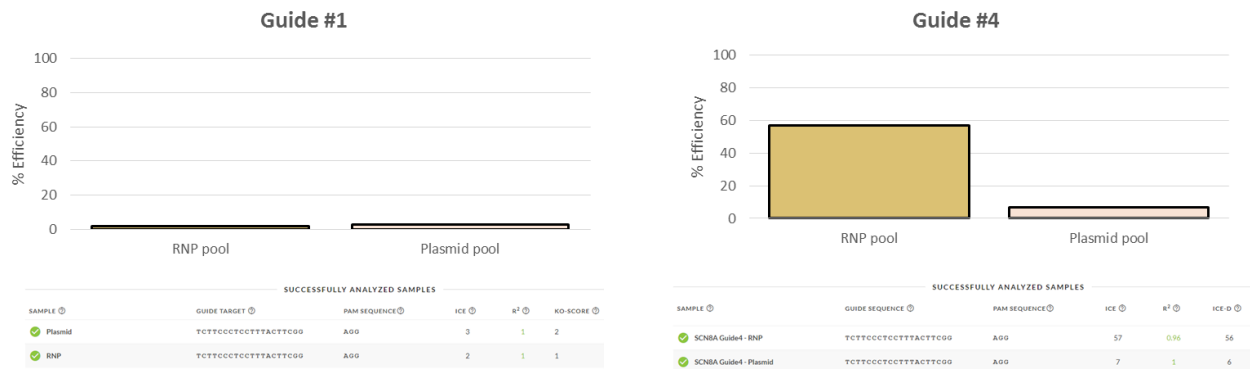 Guide #1
% Efficiency
100
80
60
40
20
0
RNP pool Plasmid pool
SUCCESSFULLY ANALYZED SAMPLES
SAMPLE GUIDE TARGET PAM SEQUENCE ICE R² KO-SCORE
Plasmid TCTTCCCTCCTTTACTTCGG AGG 3 1 2
RNP TCTTCCCTCCTTTACTTCGG AGG 2 1 1
Guide #4
% Efficiency
100
80
60
40
20
0
RNP pool Plasmid pool
SUCCESSFULLY ANALYZED SAMPLES
SAMPLE GUIDE SEQUENCE PAM SEQUENCE ICE R² ICE-D
SCN8A Guide4 - RNP TCTTCCCTCCTTTACTTCGG AGG 57 0.96 56
SCN8A Guide4 - Plasmid TCTTCCCTCCTTTACTTCGG AGG 7 1 6